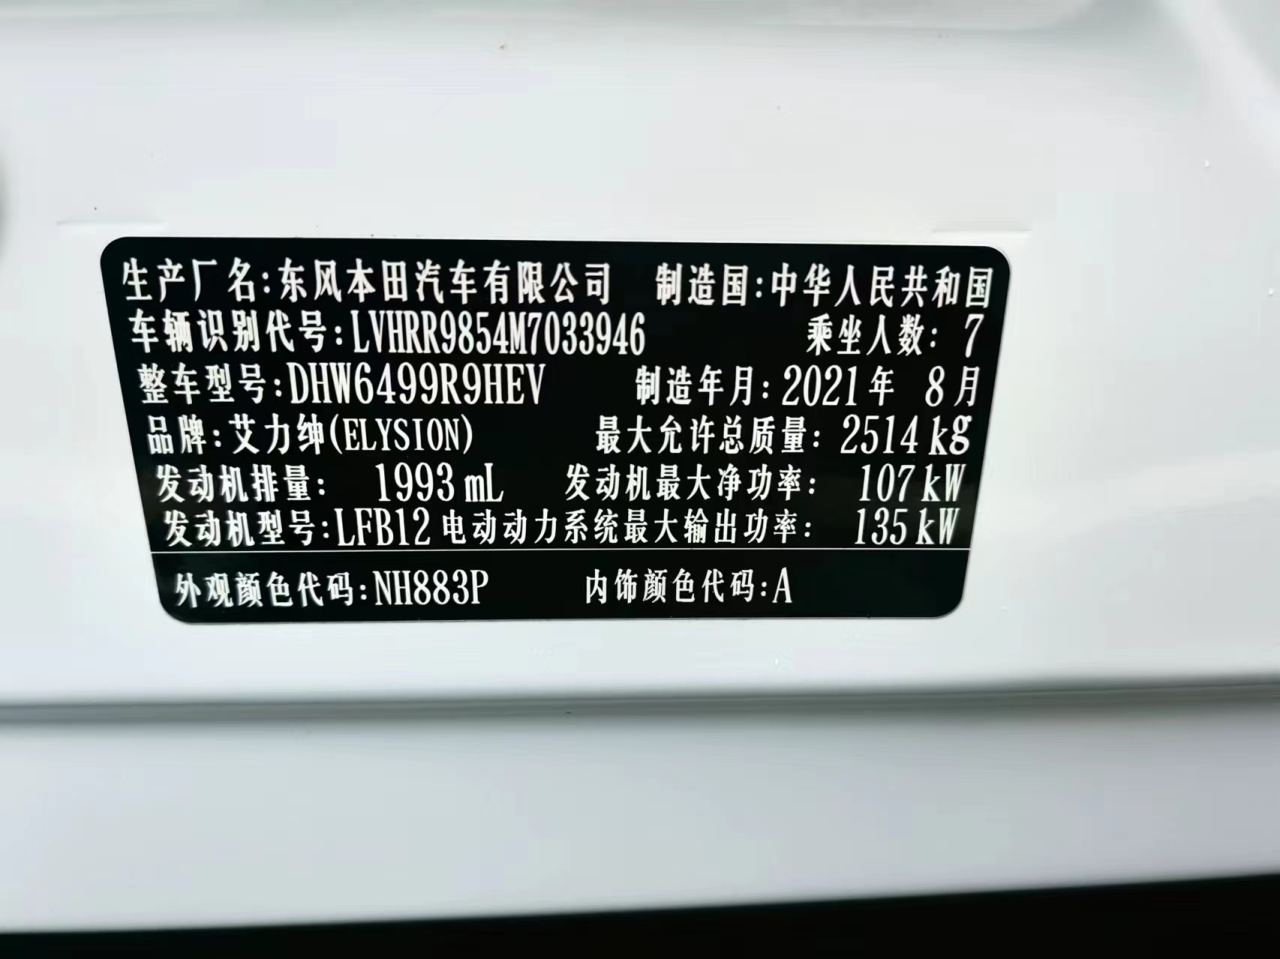 生产厂名:东风本田汽车有限公司 制造国:中华人民共和国
车辆识别代号:LVHRR9854M7033946 乘坐人数: 7
整车型号:DHW6499R9HEV 制造年月:2021年 8月
品牌:艾力绅(ELYSION) 最大允许总质量: 2514 kg
发动机排量: 1993 mL 发动机最大净功率: 107 kW
发动机型号:LFB12 电动动力系统最大输出功率: 135 kW
外观颜色代码:NH883P 内饰颜色代码:A